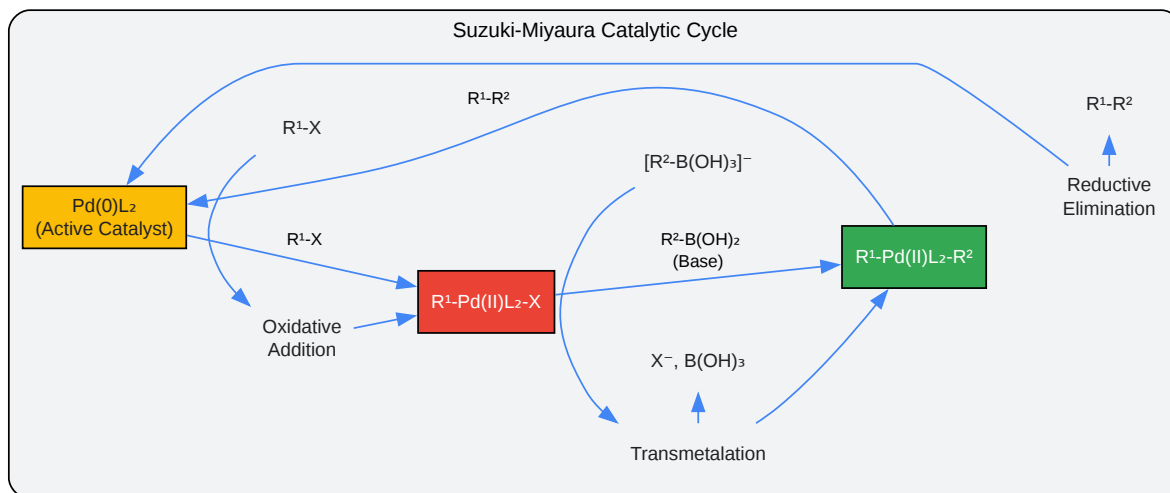 Suzuki-Miyaura Catalytic Cycle
R¹-R²
R¹-X
R¹-R²
[R²-B(OH)₃]⁻
Reductive
Elimination
Pd(0)L₂
(Active Catalyst)
R¹-X
R²-B(OH)₂
(Base)
R¹-Pd(II)L₂-R²
R¹-Pd(II)L₂-X
Oxidative
Addition
X⁻, B(OH)₃
Transmetalation